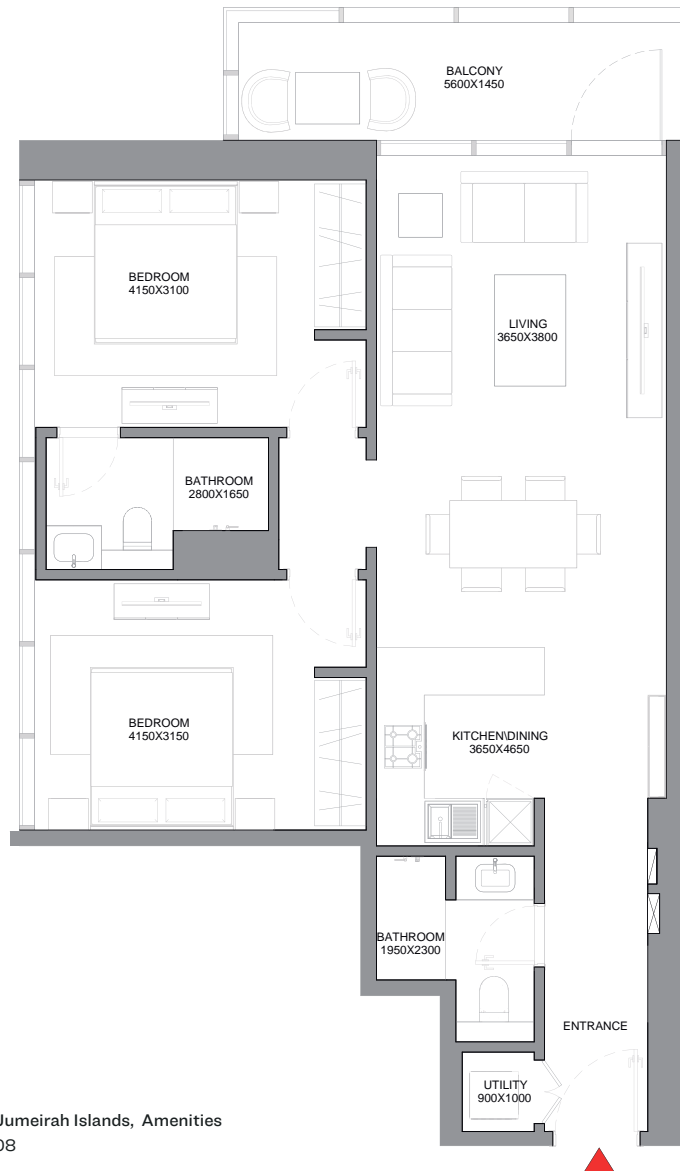 BALCONY
5600X1450
BEDROOM
4150X3100
LIVING
3650X3800
BATHROOM
2800X1650
BEDROOM
4150X3150
KITCHEN\DINING
3650X4650
BATHROOM
1950X2300
ENTRANCE
UTILITY
900X1000
Jumeirah Islands, Amenities
08